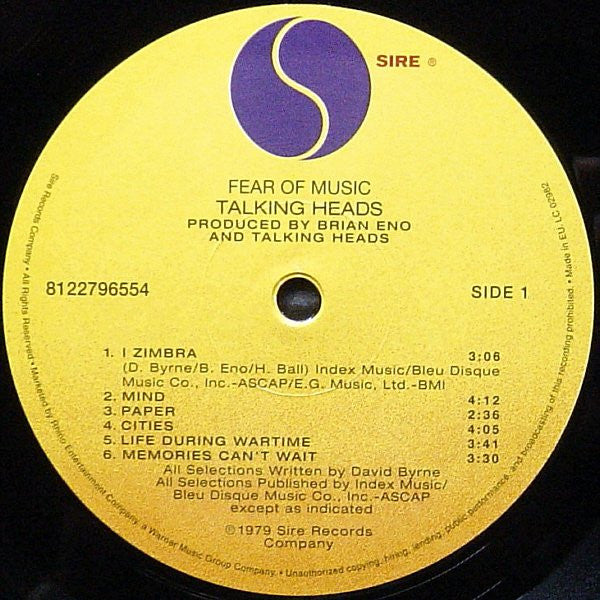 SIRE ®
FEAR OF MUSIC
TALKING HEADS
PRODUCED BY BRIAN ENO
AND TALKING HEADS
8122796554
SIDE 1
1. I ZIMBRA 3:06
(D. Byrne/B. Eno/H. Ball) Index Music/Bleu Disque
Music Co., Inc.-ASCAP/E.G. Music, Ltd.-BMI
2. MIND 4:12
3. PAPER 2:36
4. CITIES 4:05
5. LIFE DURING WARTIME 3:41
6. MEMORIES CAN'T WAIT 3:30
All Selections Written by David Byrne
All Selections Published by Index Music/
Bleu Disque Music Co., Inc.-ASCAP
except as indicated
℗1979 Sire Records
Company
Sire Records Company • All Rights Reserved • Marketed by Rhino Entertainment Company, a Warner Music Group Company. • Unauthorized copying, hiring, lending, public performance, and broadcasting of this recording prohibited. • Made in EU. LC 02982